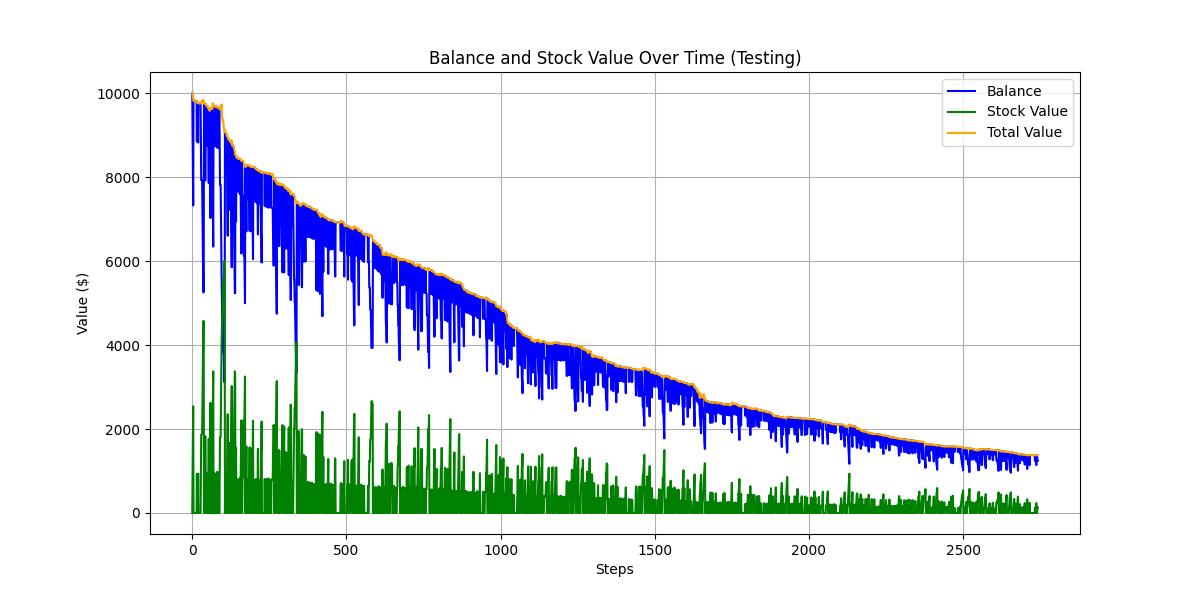 Balance and Stock Value Over Time (Testing)
Balance
Stock Value
Total Value
Value ($)
10000
8000
6000
4000
2000
0
0 500 1000 1500 2000 2500
Steps